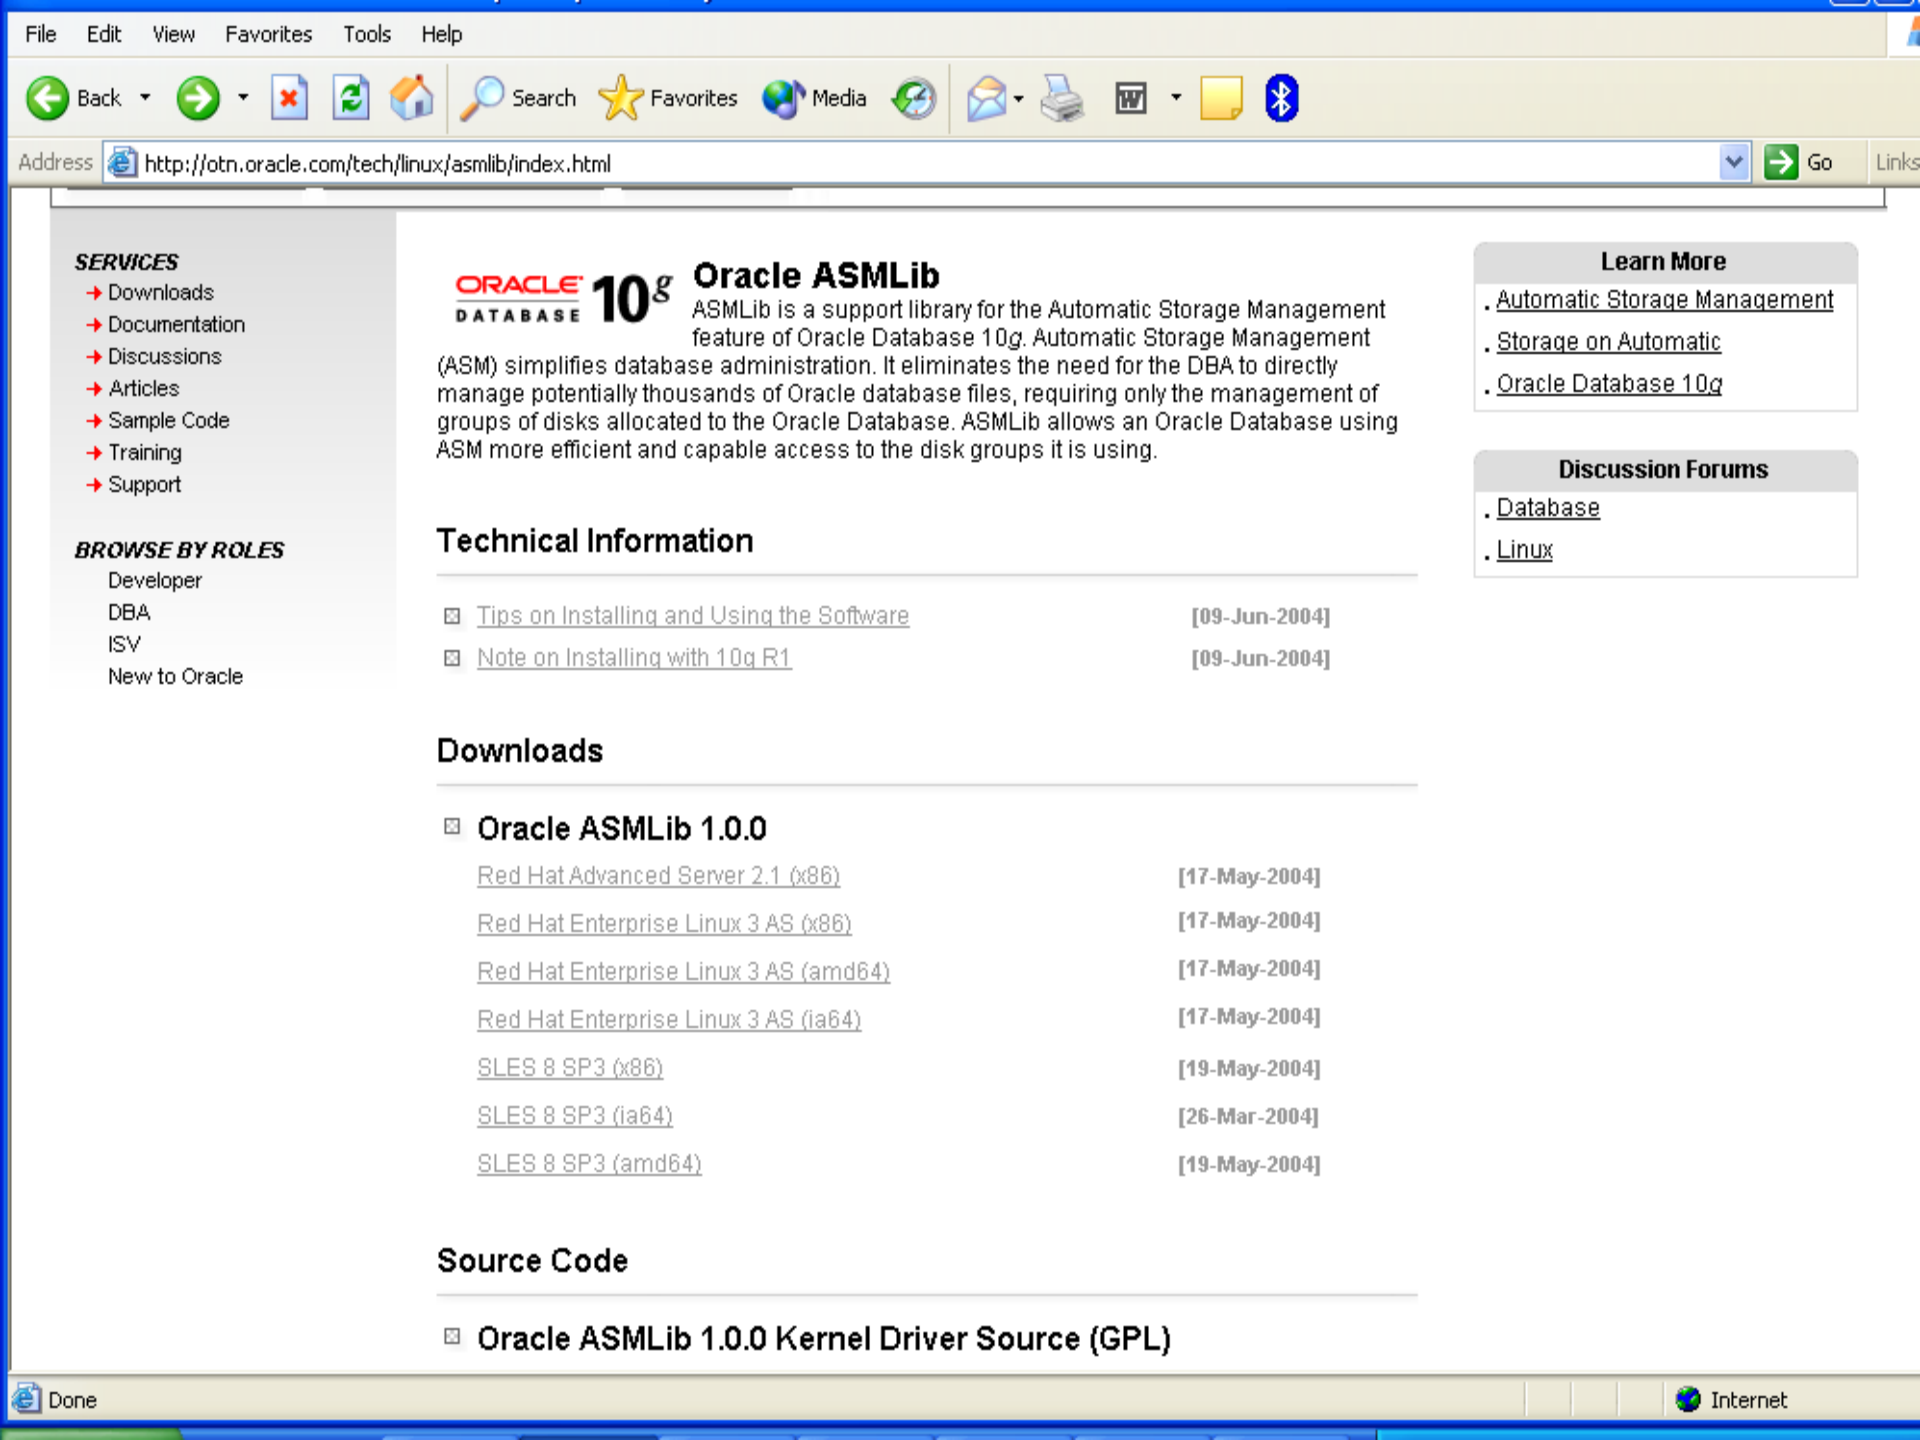 File Edit View Favorites Tools Help
Back Search Favorites Media
Address http://otn.oracle.com/tech/linux/asmlib/index.html Go Links
SERVICES
Downloads
Documentation
Discussions
Articles
Sample Code
Training
Support
BROWSE BY ROLES
Developer
DBA
ISV
New to Oracle
ORACLE DATABASE 10g
Oracle ASMLib
ASMLib is a support library for the Automatic Storage Management
feature of Oracle Database 10g. Automatic Storage Management
(ASM) simplifies database administration. It eliminates the need for the DBA to directly
manage potentially thousands of Oracle database files, requiring only the management of
groups of disks allocated to the Oracle Database. ASMLib allows an Oracle Database using
ASM more efficient and capable access to the disk groups it is using.
Technical Information
Tips on Installing and Using the Software [09-Jun-2004]
Note on Installing with 10g R1 [09-Jun-2004]
Downloads
Oracle ASMLib 1.0.0
Red Hat Advanced Server 2.1 (x86) [17-May-2004]
Red Hat Enterprise Linux 3 AS (x86) [17-May-2004]
Red Hat Enterprise Linux 3 AS (amd64) [17-May-2004]
Red Hat Enterprise Linux 3 AS (ia64) [17-May-2004]
SLES 8 SP3 (x86) [19-May-2004]
SLES 8 SP3 (ia64) [26-Mar-2004]
SLES 8 SP3 (amd64) [19-May-2004]
Source Code
Oracle ASMLib 1.0.0 Kernel Driver Source (GPL)
Learn More
. Automatic Storage Management
. Storage on Automatic
. Oracle Database 10g
Discussion Forums
. Database
. Linux
Done Internet